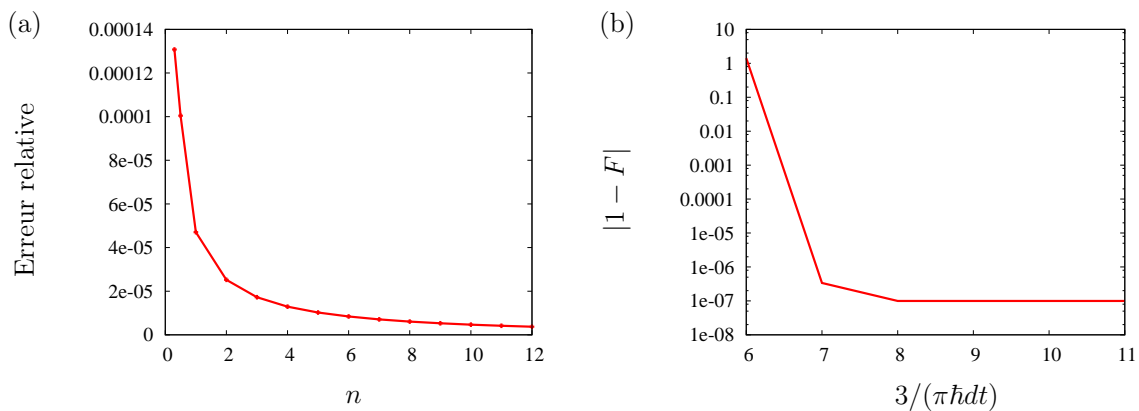 (a)
0.00014
0.00012
0.0001
8e-05
6e-05
4e-05
2e-05
0
0 2 4 6 8 10 12
n
Erreur relative
(b)
10
1
0.1
0.01
0.001
0.0001
1e-05
1e-06
1e-07
1e-08
6 7 8 9 10 11
3/(πℏdt)
|1 − F|